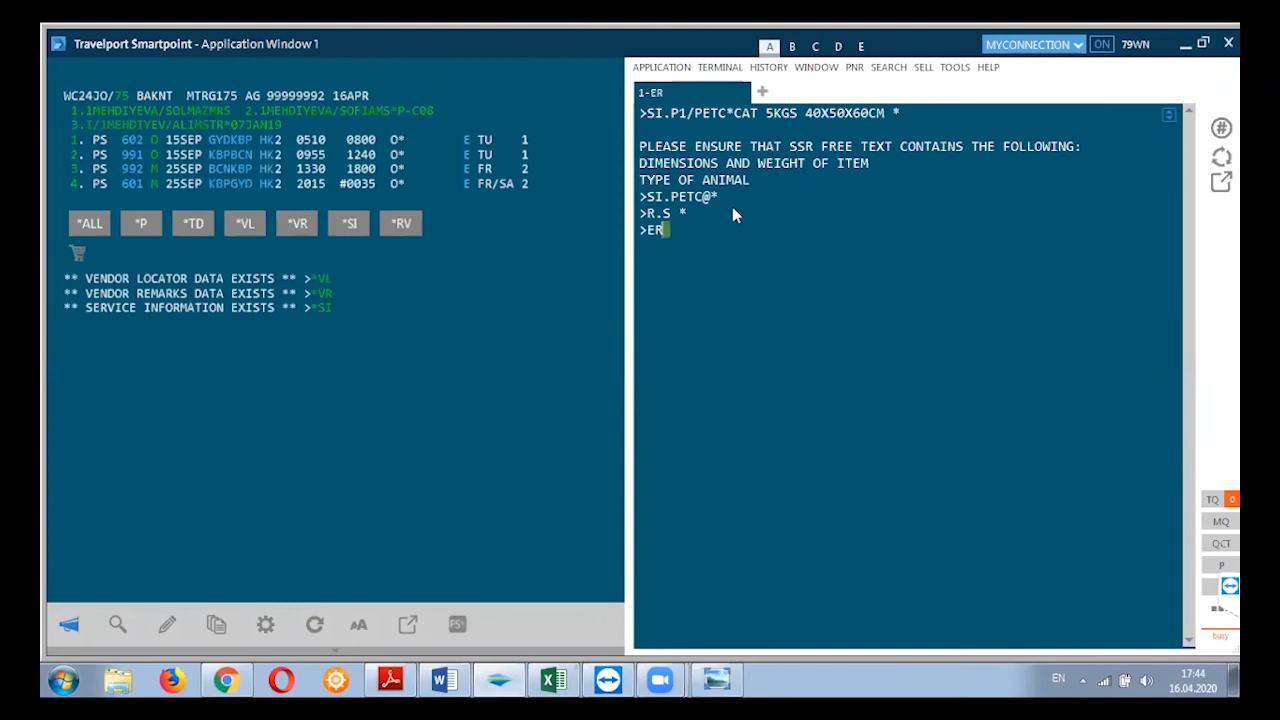 Travelport Smartpoint - Application Window 1
A B C D E
MYCONNECTION ON 79WN
APPLICATION TERMINAL HISTORY WINDOW PNR SEARCH SELL TOOLS HELP
WC24JO/75 BAKNT MTRG175 AG 99999992 16APR
1.1MEHDIYEVA/SOLMAZMRS 2.1MEHDIYEVA/SOFIAMS*P-C08
3.I/1MEHDIYEV/ALIMSTR*07JAN19
1. PS 602 O 15SEP GYDKBP HK2 0510 0800 O* E TU 1
2. PS 991 O 15SEP KBPBCN HK2 0955 1240 O* E TU 1
3. PS 992 M 25SEP BCNKBP HK2 1330 1800 O* E FR 2
4. PS 601 M 25SEP KBPGYD HK2 2015 #0035 O* E FR/SA 2
*ALL *P *TD *VL *VR *SI *RV
** VENDOR LOCATOR DATA EXISTS ** >*VL
** VENDOR REMARKS DATA EXISTS ** >*VR
** SERVICE INFORMATION EXISTS ** >*SI
AA
PS+
1-ER
>SI.P1/PETC*CAT 5KGS 40X50X60CM *
PLEASE ENSURE THAT SSR FREE TEXT CONTAINS THE FOLLOWING:
DIMENSIONS AND WEIGHT OF ITEM
TYPE OF ANIMAL
>SI.PETC@*
>R.S *
>ER
#
TQ 0
MQ
QCT
P
busy
EN
17:44
16.04.2020